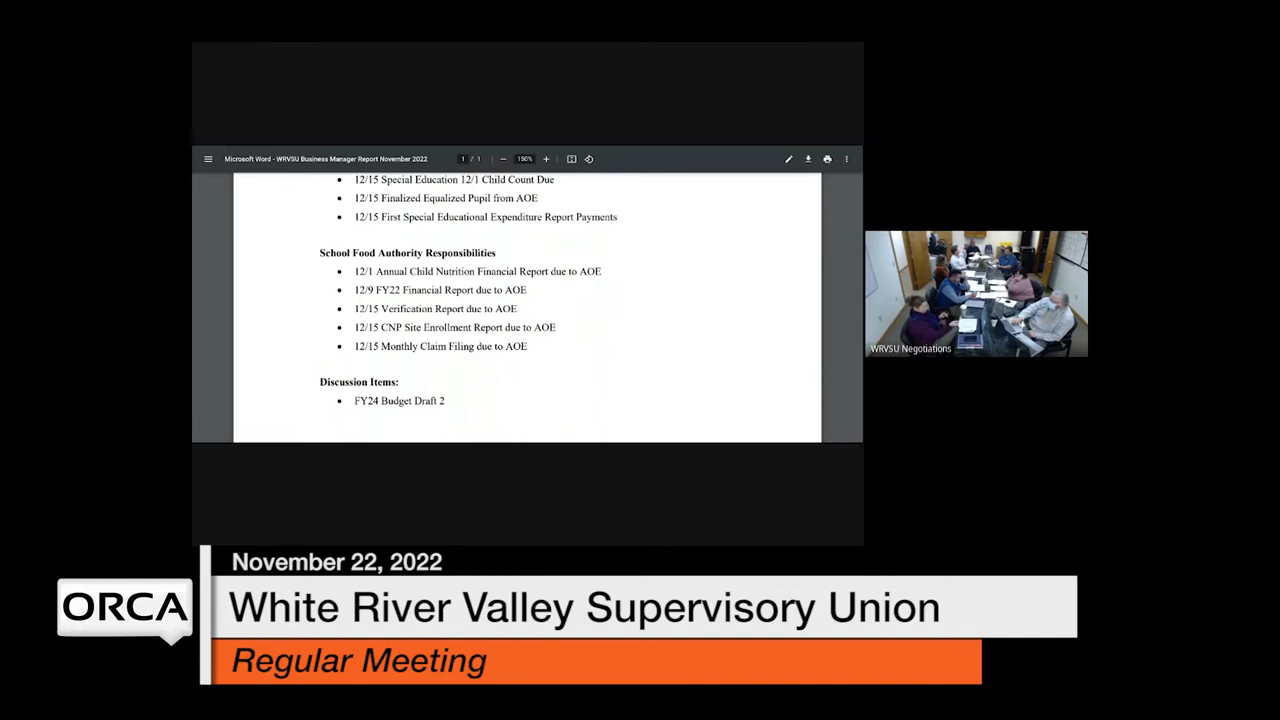 Microsoft Word - WRVSU Business Manager Report November 2022
1 / 1
150%
12/15 Special Education 12/1 Child Count Due
12/15 Finalized Equalized Pupil from AOE
12/15 First Special Educational Expenditure Report Payments
School Food Authority Responsibilities
12/1 Annual Child Nutrition Financial Report due to AOE
12/9 FY22 Financial Report due to AOE
12/15 Verification Report due to AOE
12/15 CNP Site Enrollment Report due to AOE
12/15 Monthly Claim Filing due to AOE
Discussion Items:
FY24 Budget Draft 2
WRVSU Negotiations
November 22, 2022
ORCA
White River Valley Supervisory Union
Regular Meeting